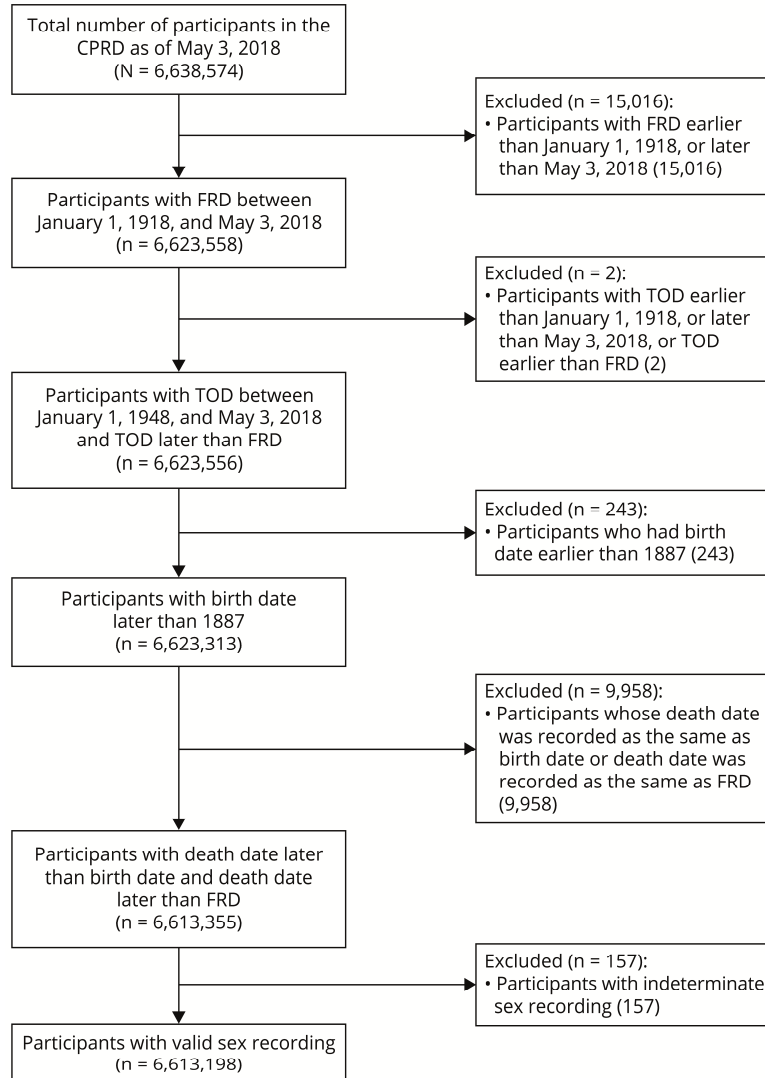 Total number of participants in the
CPRD as of May 3, 2018
(N = 6,638,574)
Excluded (n = 15,016):
• Participants with FRD earlier
than January 1, 1918, or later
than May 3, 2018 (15,016)
Participants with FRD between
January 1, 1918, and May 3, 2018
(n = 6,623,558)
Excluded (n = 2):
• Participants with TOD earlier
than January 1, 1918, or later
than May 3, 2018, or TOD
earlier than FRD (2)
Participants with TOD between
January 1, 1948, and May 3, 2018
and TOD later than FRD
(n = 6,623,556)
Excluded (n = 243):
• Participants who had birth
date earlier than 1887 (243)
Participants with birth date
later than 1887
(n = 6,623,313)
Excluded (n = 9,958):
• Participants whose death date
was recorded as the same as
birth date or death date was
recorded as the same as FRD
(9,958)
Participants with death date later
than birth date and death date
later than FRD
(n = 6,613,355)
Excluded (n = 157):
• Participants with indeterminate
sex recording (157)
Participants with valid sex recording
(n = 6,613,198)